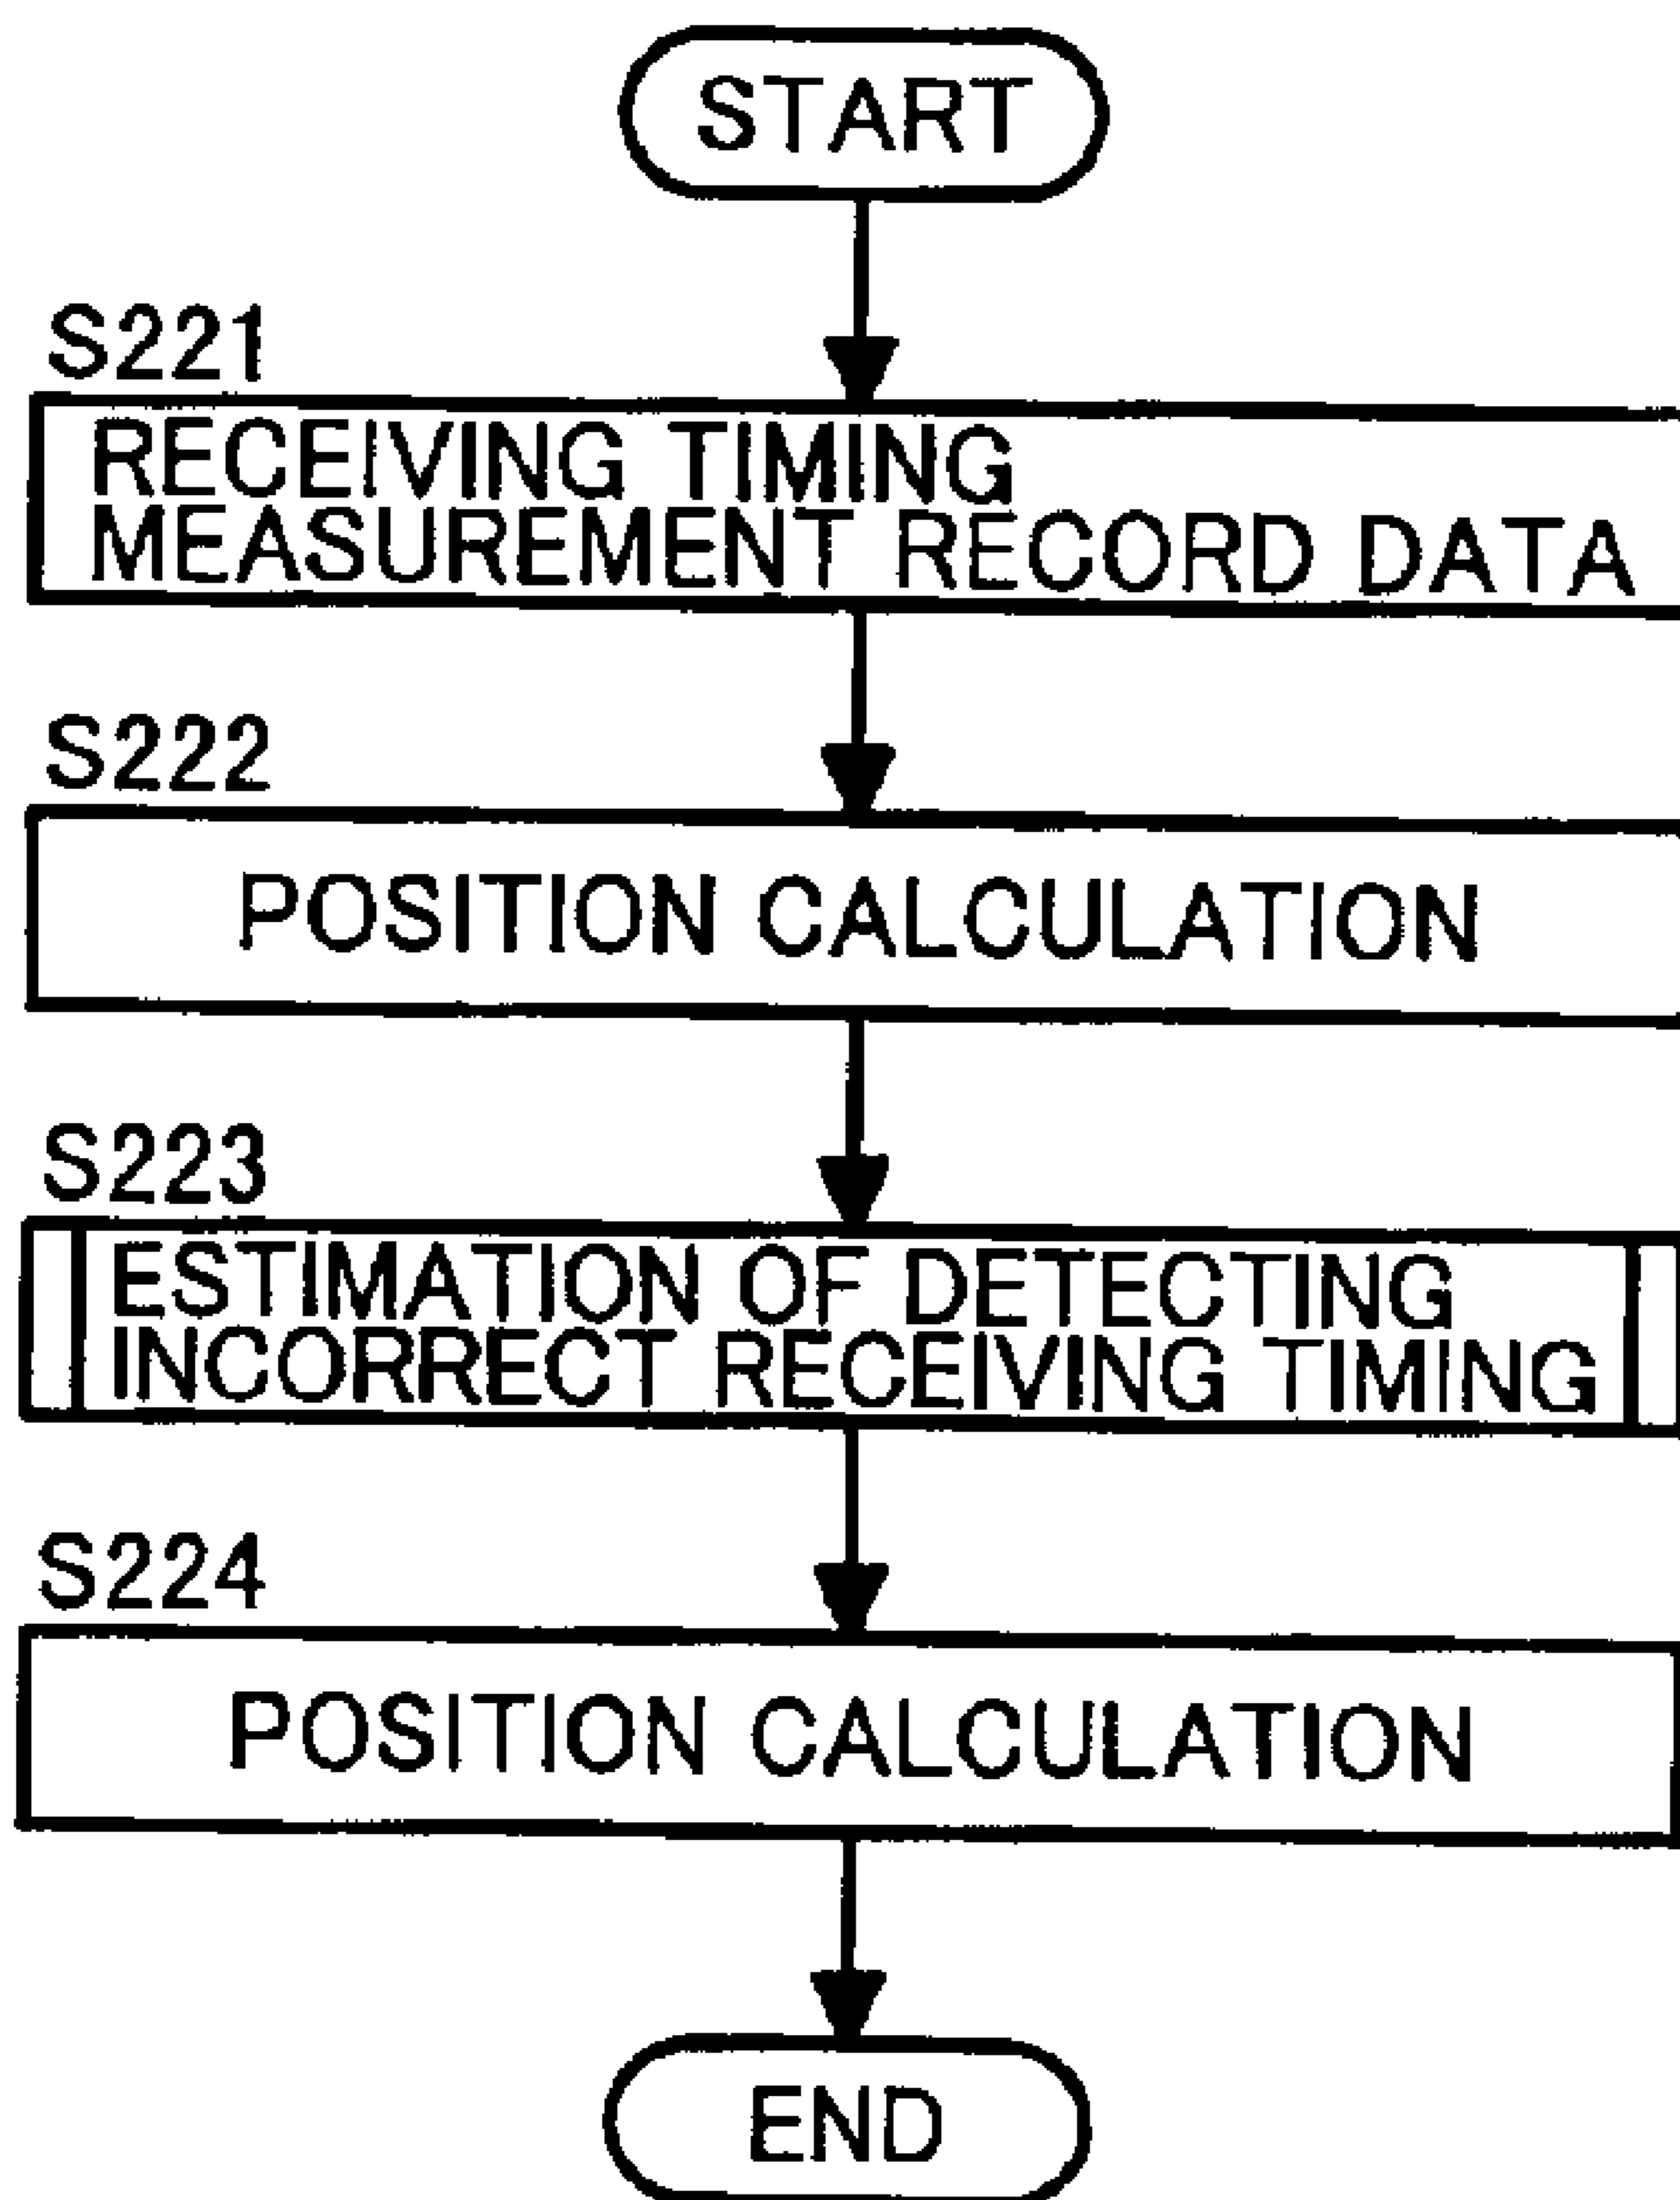 START
S221
RECEIVING TIMING
MEASUREMENT RECORD DATA
S222
POSITION CALCULATION
S223
ESTIMATION OF DETECTING
INCORRECT RECEIVING TIMING
S224
POSITION CALCULATION
END